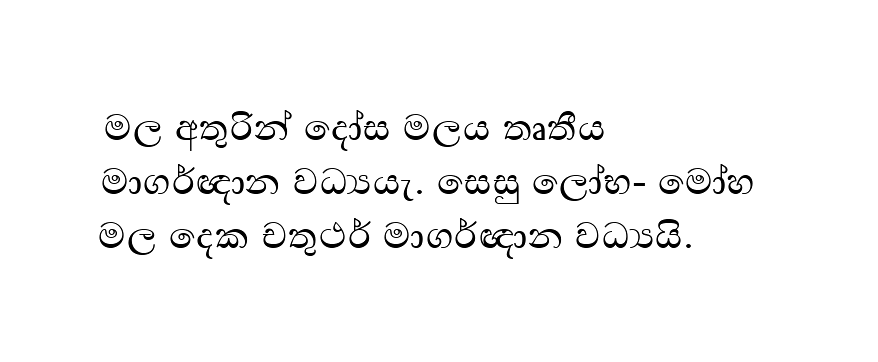 මල අතුරින් දෝස මලය තෘතීය
මාගර්ඥාන වධ්‍යයැ. සෙසු ලෝභ- මෝහ
මල දෙක චතුථර් මාගර්ඥාන වධ්‍යයි.